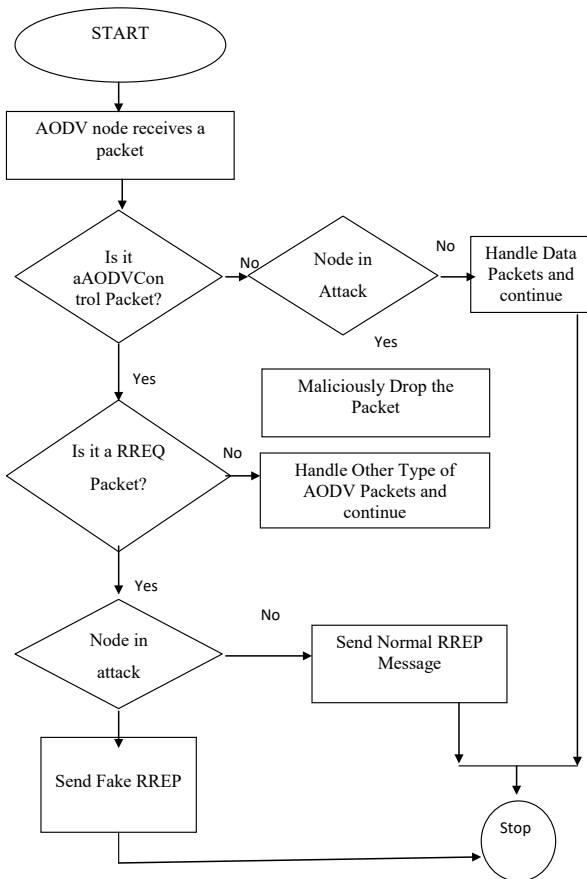 START
AODV node receives a
packet
Is it
aAODVCon
trol Packet?
No
Node in
Attack
No
Handle Data
Packets and
continue
Yes
Yes
Maliciously Drop the
Packet
Is it a RREQ
Packet?
No
Handle Other Type of
AODV Packets and
continue
Yes
Node in
attack
No
Send Normal RREP
Message
Send Fake RREP
Stop